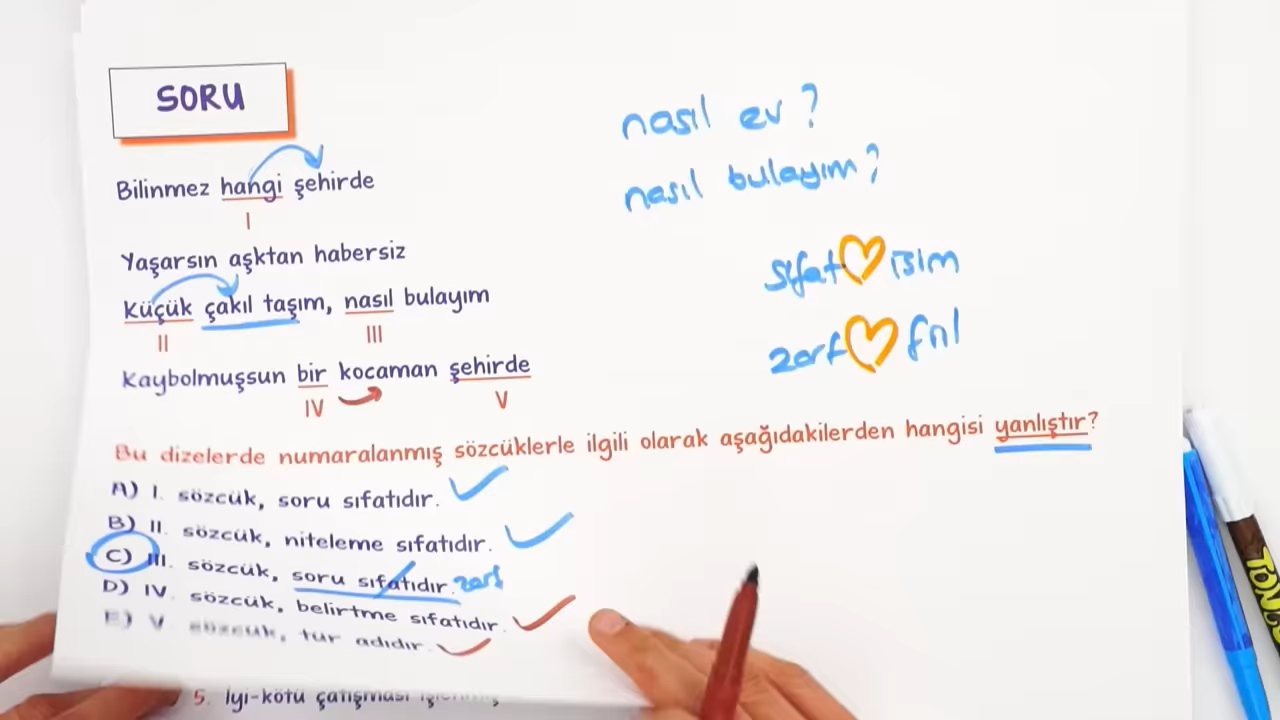 SORU
Bilinmez hangi şehirde
I
Yaşarsın aşktan habersiz
Küçük çakıl taşım, nasıl bulayım
II III
Kaybolmuşsun bir kocaman şehirde
IV V
Bu dizelerde numaralanmış sözcüklerle ilgili olarak aşağıdakilerden hangisi yanlıştır?
A) I. sözcük, soru sıfatıdır.
B) II. sözcük, niteleme sıfatıdır.
C) III. sözcük, soru sıfatıdır. zarf
D) IV. sözcük, belirtme sıfatıdır.
E) V. sözcük, tür adıdır.
5. İyi-kötü çatışması
nasıl ev?
nasıl bulayım?
sıfat isim
zarf fiil
TON